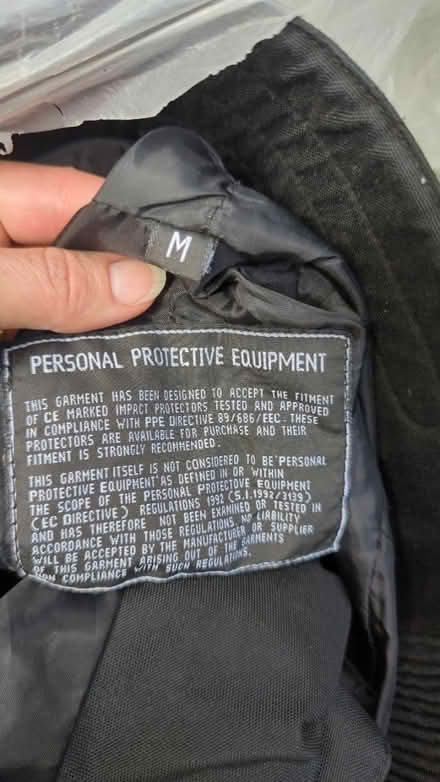 M
PERSONAL PROTECTIVE EQUIPMENT
THIS GARMENT HAS BEEN DESIGNED TO ACCEPT THE FITMENT
OF CE MARKED IMPACT PROTECTORS TESTED AND APPROVED
IN COMPLIANCE WITH PPE DIRECTIVE 89/686/EEC. THESE
PROTECTORS ARE AVAILABLE FOR PURCHASE AND THEIR
FITMENT IS STRONGLY RECOMMENDED.
THIS GARMENT ITSELF IS NOT CONSIDERED TO BE'PERSONAL
PROTECTIVE EQUIPMENT'AS DEFINED IN OR WITHIN
THE SCOPE OF THE PERSONAL PROTECTOVE EQUIPMENT
(EC DIRECTIVE) REGULATIONS 1992 (S.I.1992/3139)
AND HAS THEREFORE NOT BEEN EXAMINED OR TESTED IN
ACCORDANCE WITH THOSE REGULATIONS. NO LIABILITY
WILL BE ACCEPTED BY THE MANUFACTURER OR SUPPLIER
OF THIS GARMENT ARISING OUT OF THE GARMENTS
NON COMPLIANCE WITH SUCH REGULATIONS.